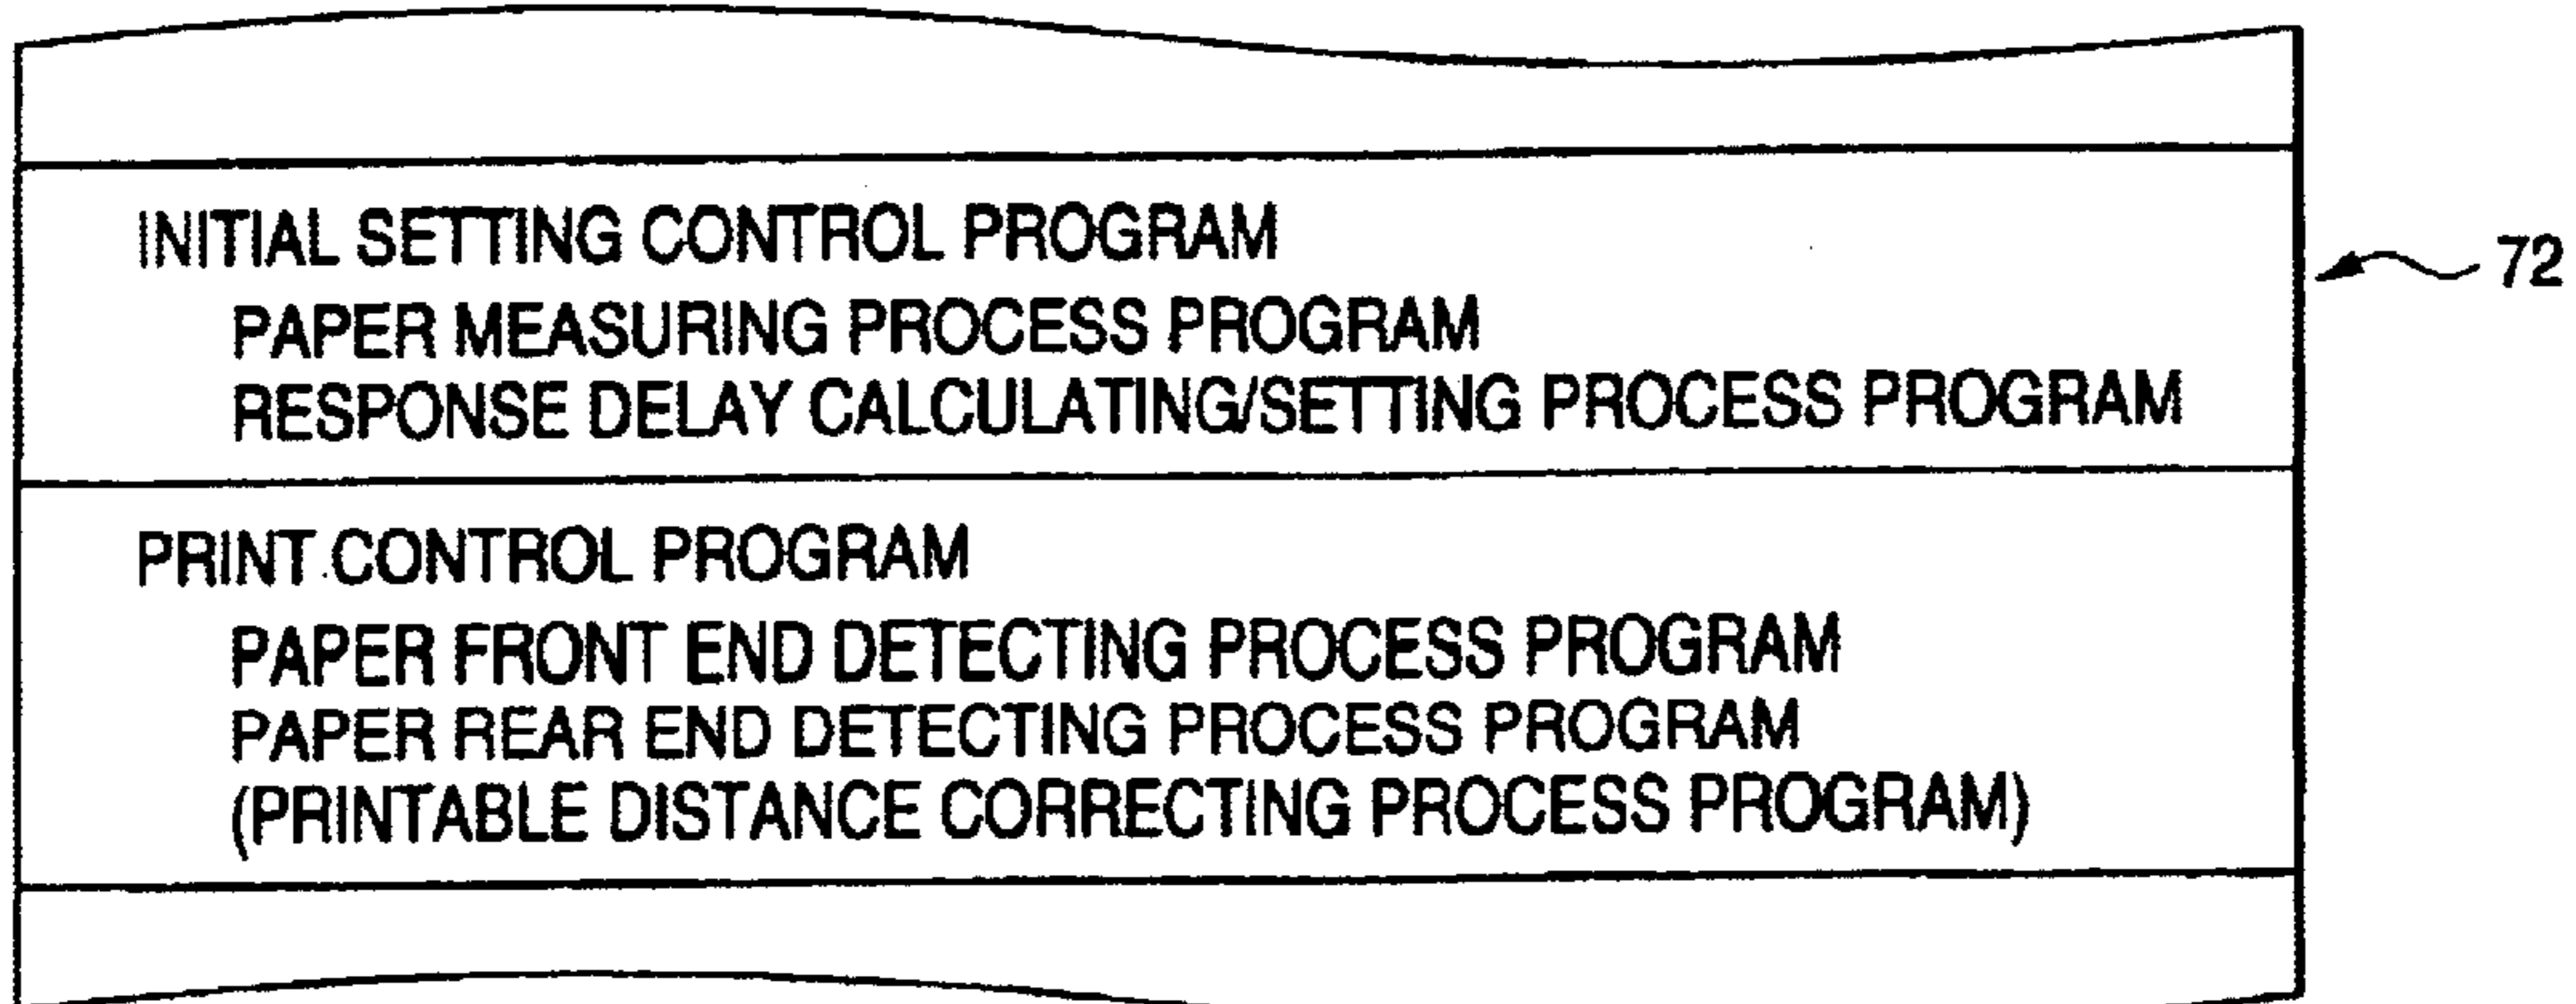 INITIAL SETTING CONTROL PROGRAM
PAPER MEASURING PROCESS PROGRAM
RESPONSE DELAY CALCULATING/SETTING PROCESS PROGRAM
72
PRINT CONTROL PROGRAM
PAPER FRONT END DETECTING PROCESS PROGRAM
PAPER REAR END DETECTING PROCESS PROGRAM
(PRINTABLE DISTANCE CORRECTING PROCESS PROGRAM)